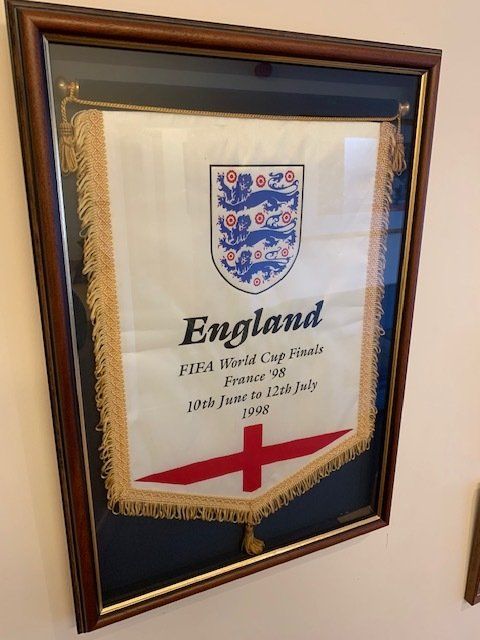 England
FIFA World Cup Finals
France '98
10th June to 12th July
1998